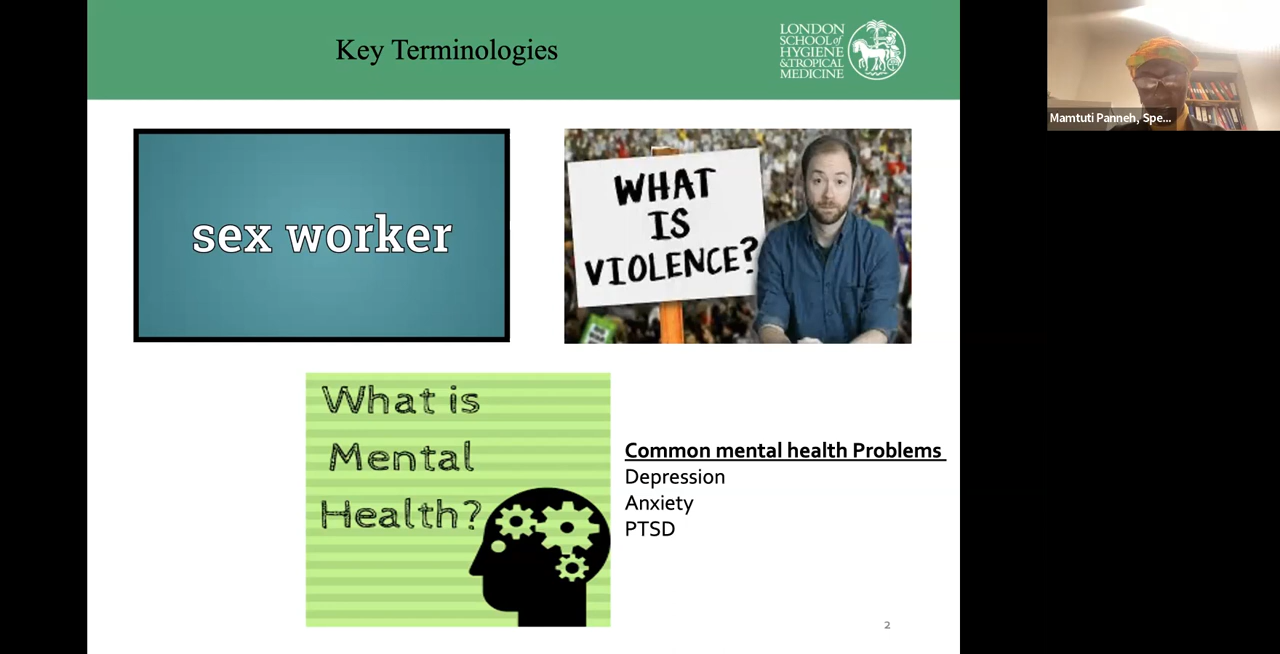 Key Terminologies
LONDON
SCHOOL of
HYGIENE
& TROPICAL
MEDICINE
sex worker
WHAT
IS
VIOLENCE?
What is
Mental
Health?
Common mental health Problems
Depression
Anxiety
PTSD
2
Mamtuti Panneh, Spe...